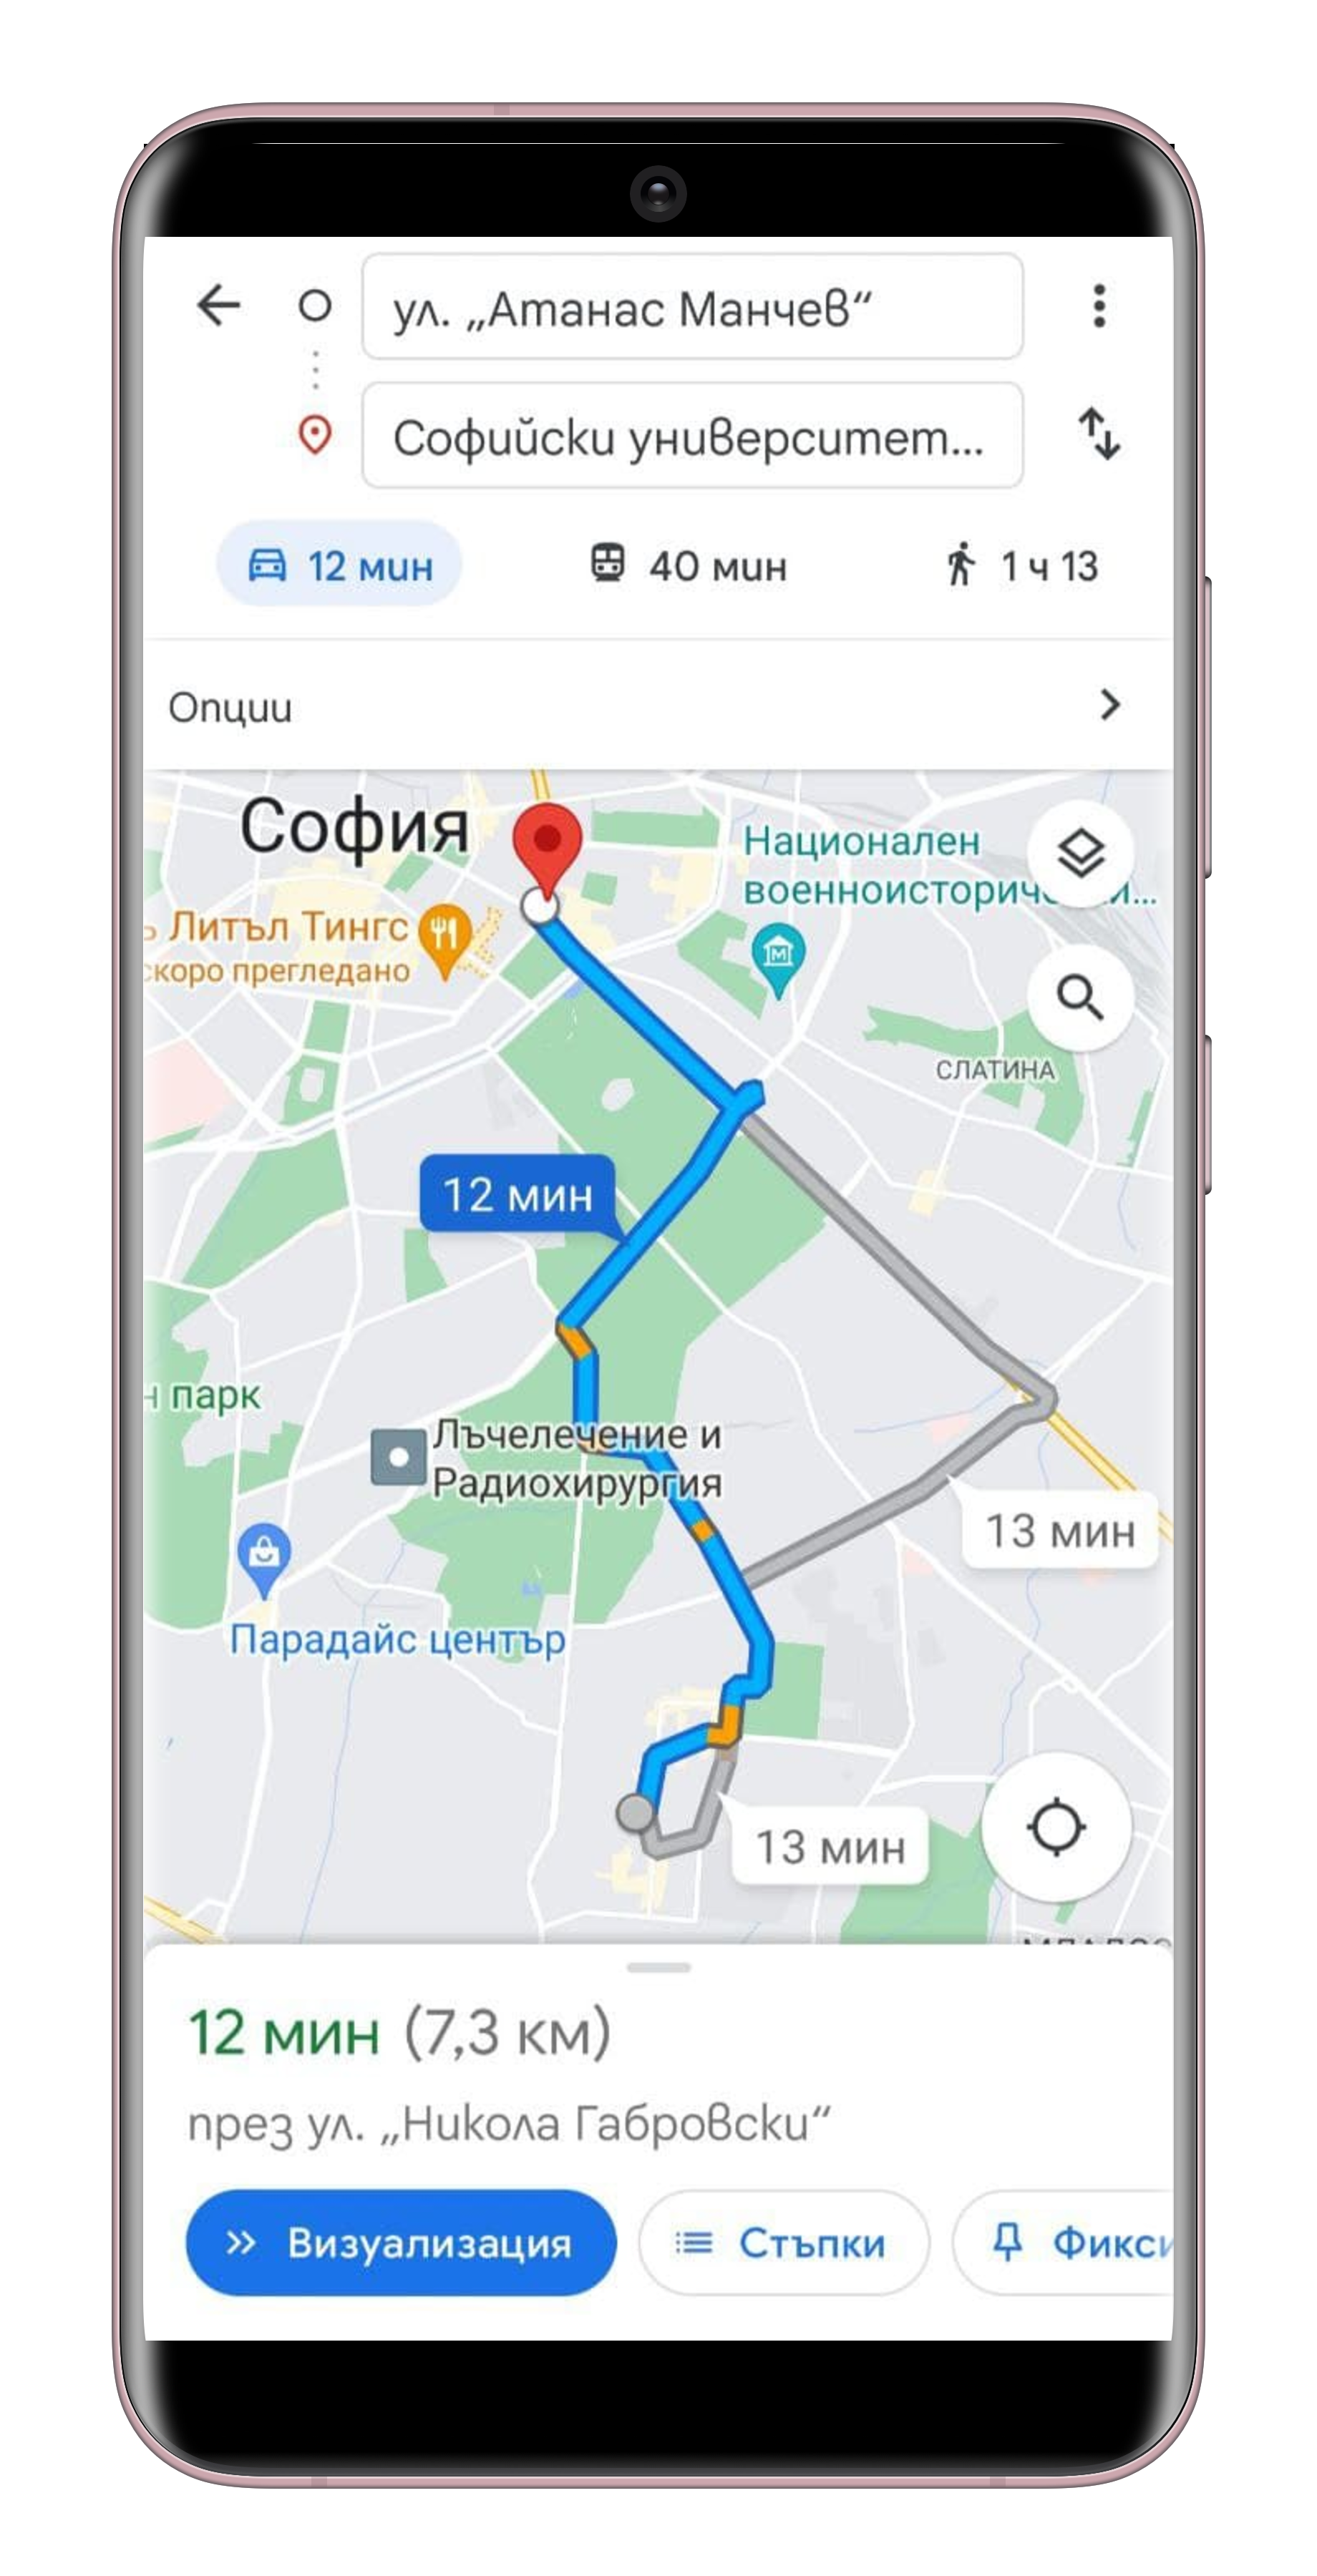 ул. „Атанас Манчев“
Софийски университет...
12 мин
40 мин
1 ч 13
Опции
София
Национален
военноисторич
и...
Литъл Тингс
скоро прегледано
СЛАТИНА
12 мин
парк
Лъчелечение и
Радиохирургия
13 мин
Парадайс център
13 мин
12 мин (7,3 км)
през ул. „Никола Габровски“
Визуализация
Стъпки
Фикси